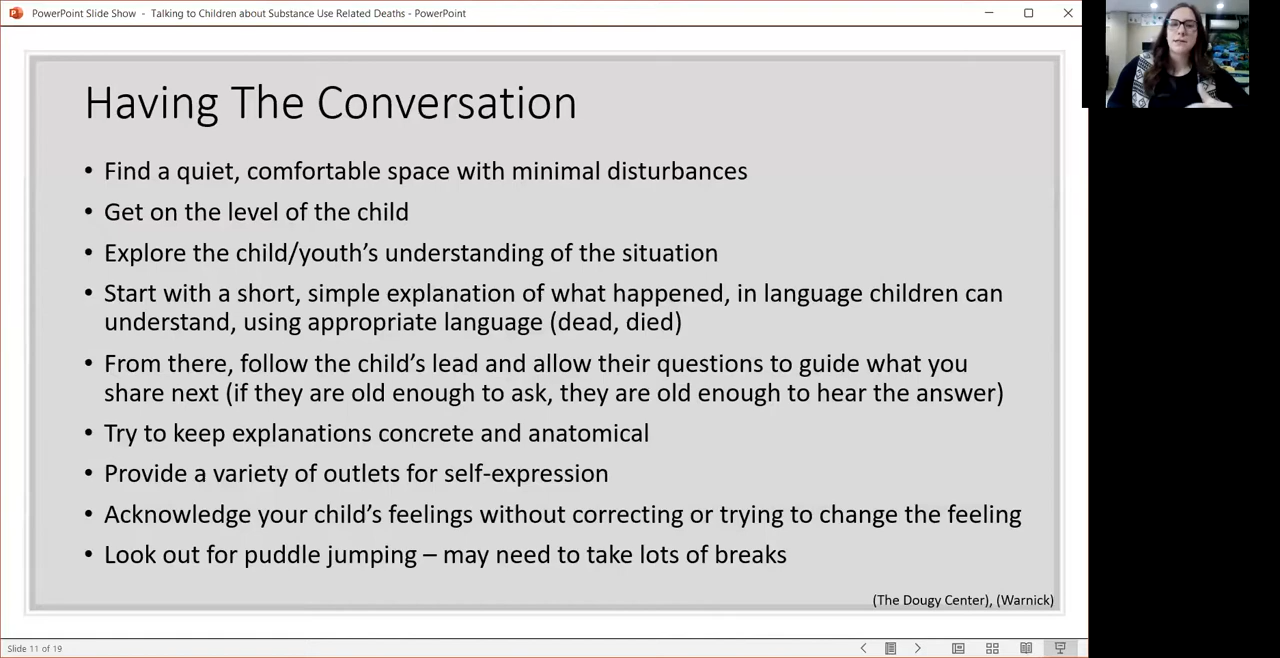 PowerPoint Slide Show - Talking to Children about Substance Use Related Deaths - PowerPoint
Having The Conversation
• Find a quiet, comfortable space with minimal disturbances
• Get on the level of the child
• Explore the child/youth’s understanding of the situation
• Start with a short, simple explanation of what happened, in language children can
understand, using appropriate language (dead, died)
• From there, follow the child’s lead and allow their questions to guide what you
share next (if they are old enough to ask, they are old enough to hear the answer)
• Try to keep explanations concrete and anatomical
• Provide a variety of outlets for self-expression
• Acknowledge your child’s feelings without correcting or trying to change the feeling
• Look out for puddle jumping – may need to take lots of breaks
(The Dougy Center), (Warnick)
Slide 11 of 19